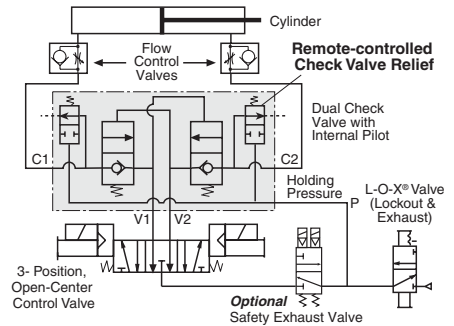 Cylinder
Flow
Control
Valves
Remote-controlled
Check Valve Relief
Dual Check
Valve with
Internal Pilot
C1
C2
Holding
Pressure
P
L-O-X® Valve
(Lockout &
Exhaust)
V1
V2
3- Position,
Open-Center
Control Valve
Optional
Safety Exhaust Valve